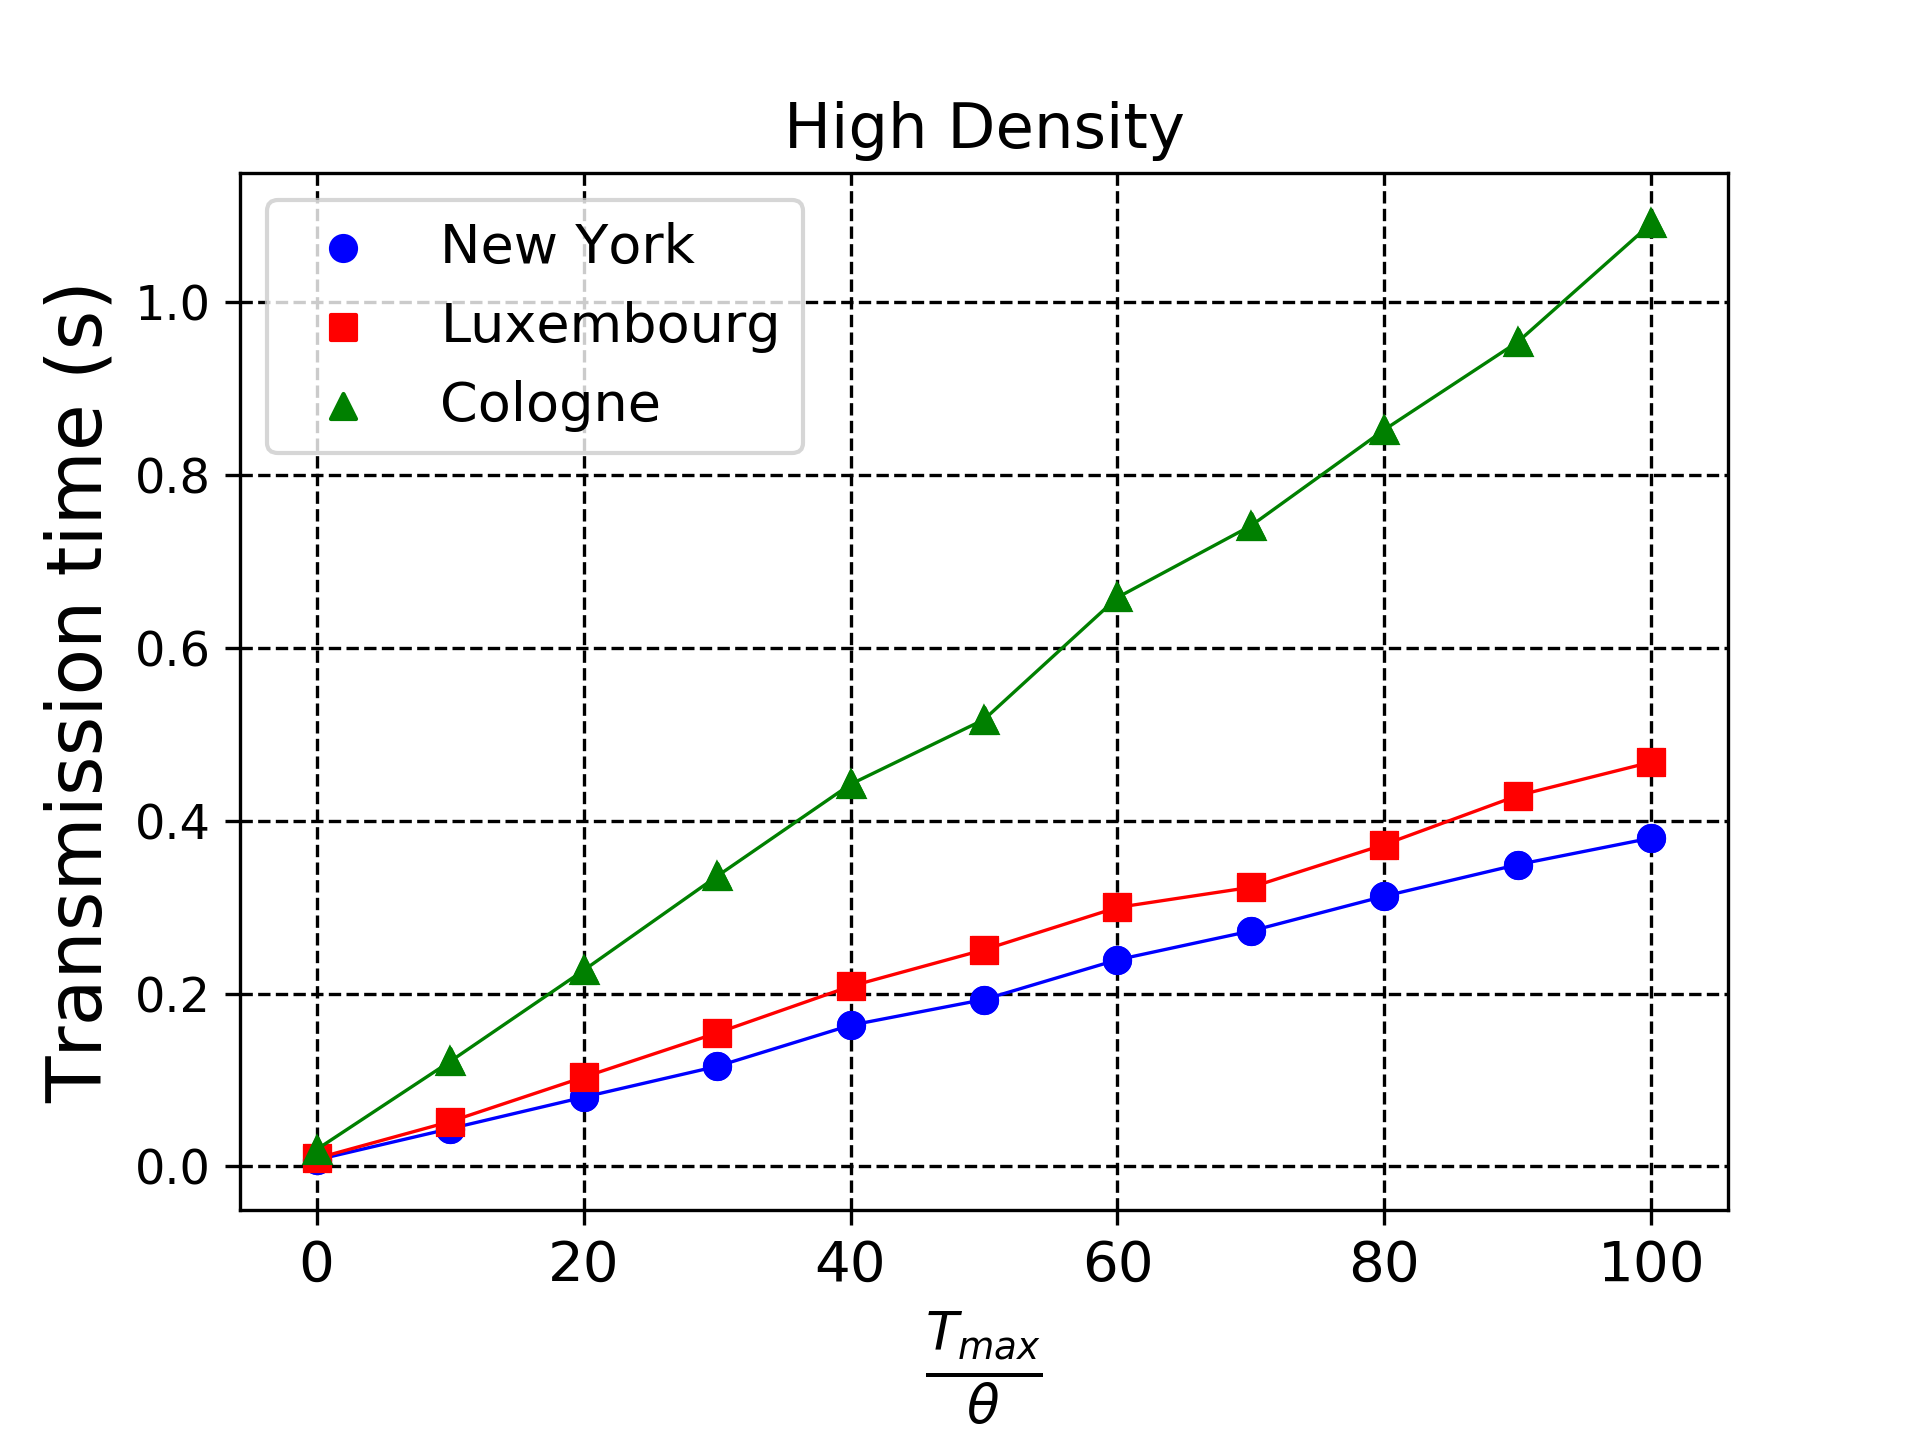 High Density
New York
Luxembourg
Cologne
Transmission time (s)
1.0
0.8
0.6
0.4
0.2
0.0
0 20 40 60 80 100
T_max
θ